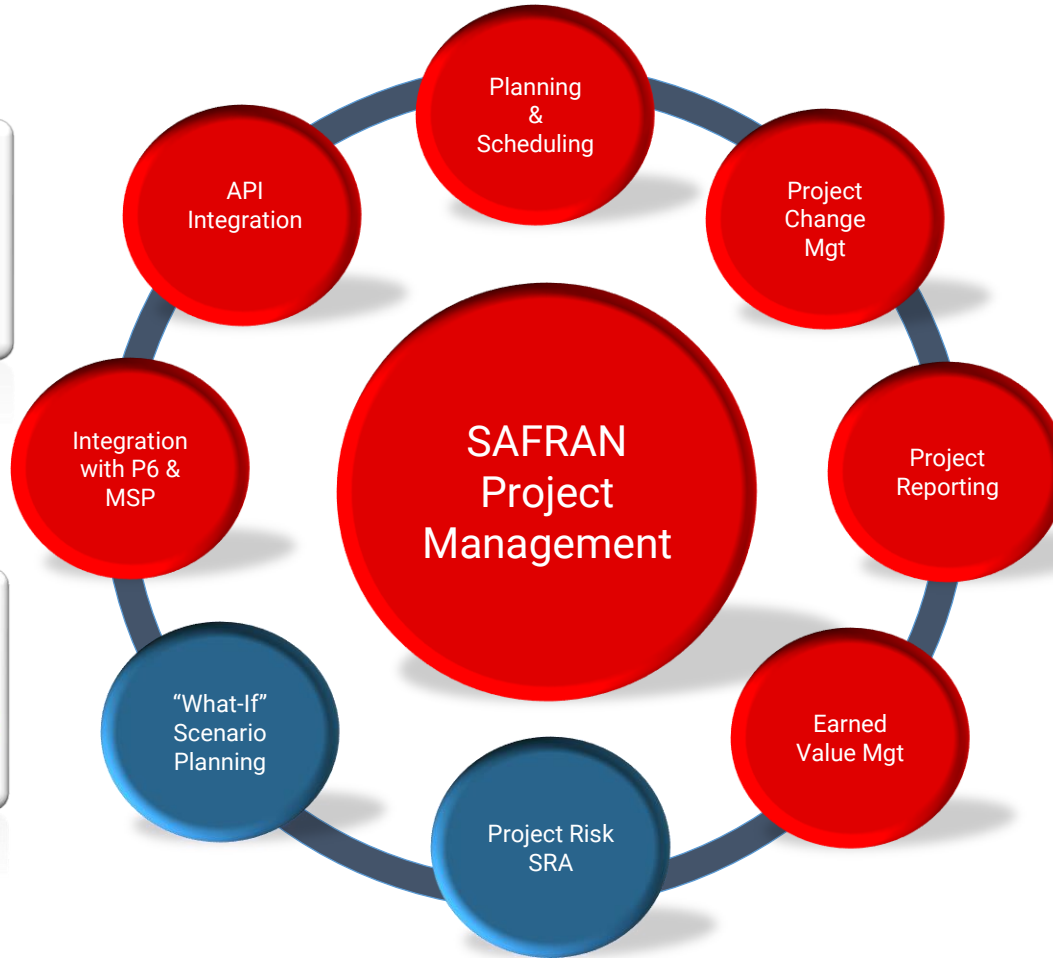 Planning
&
Scheduling
API
Integration
Project
Change
Mgt
Integration
with P6 &
MSP
SAFRAN
Project
Management
Project
Reporting
“What-If”
Scenario
Planning
Earned
Value Mgt
Project Risk
SRA